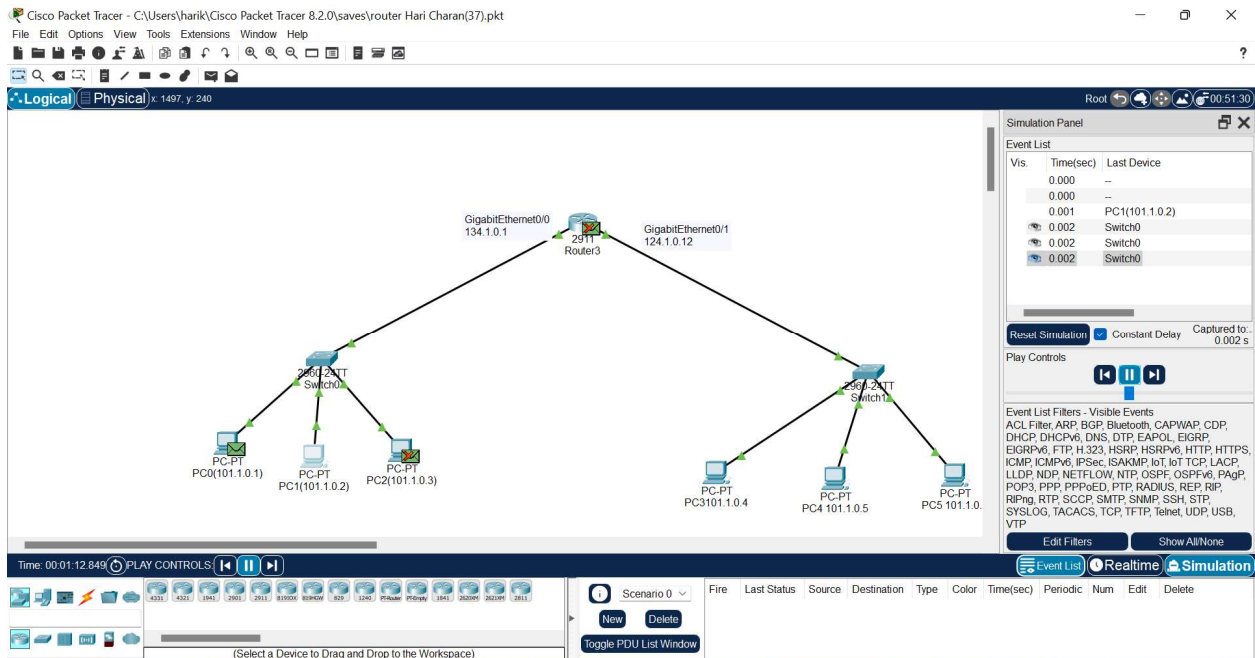 Cisco Packet Tracer - C:\Users\harik\Cisco Packet Tracer 8.2.0\saves\router Hari Charan(37).pkt
File Edit Options View Tools Extensions Window Help
?
Logical Physical x: 1497, y: 240
Root 00:51:30
Simulation Panel
Event List
Vis. Time(sec) Last Device
0.000 --
0.000 --
0.001 PC1(101.1.0.2)
0.002 Switch0
0.002 Switch0
0.002 Switch0
Reset Simulation Constant Delay Captured to:.
0.002 s
Play Controls
Event List Filters - Visible Events
ACL Filter, ARP, BGP, Bluetooth, CAPWAP, CDP,
DHCP, DHCPv6, DNS, DTP, EAPOL, EIGRP,
EIGRPv6, FTP, H.323, HSRP, HSRPv6, HTTP, HTTPS,
ICMP, ICMPv6, IPSec, ISAKMP, IoT, IoT TCP, LACP,
LLDP, NDP, NETFLOW, NTP, OSPF, OSPFv6, PAgP,
POP3, PPP, PPPoED, PTP, RADIUS, REP, RIP,
RIPng, RTP, SCCP, SMTP, SNMP, SSH, STP,
SYSLOG, TACACS, TCP, TFTP, Telnet, UDP, USB,
VTP
Edit Filters Show All/None
GigabitEthernet0/0
134.1.0.1
2911
Router3
GigabitEthernet0/1
124.1.0.12
2960-24TT
Switch0
2960-24TT
Switch1
PC-PT
PC0(101.1.0.1)
PC-PT
PC1(101.1.0.2)
PC-PT
PC2(101.1.0.3)
PC-PT
PC3101.1.0.4
PC-PT
PC4 101.1.0.5
PC-PT
PC5 101.1.0.
Time: 00:01:12.849 PLAY CONTROLS:
Event List Realtime Simulation
4331 4321 1941 2901 2911 819IOX 819HGW 829 1240 PT-Router PT-Empty 1841 2620XM 2621XM 2811
(Select a Device to Drag and Drop to the Workspace)
Scenario 0
New Delete
Toggle PDU List Window
Fire Last Status Source Destination Type Color Time(sec) Periodic Num Edit Delete